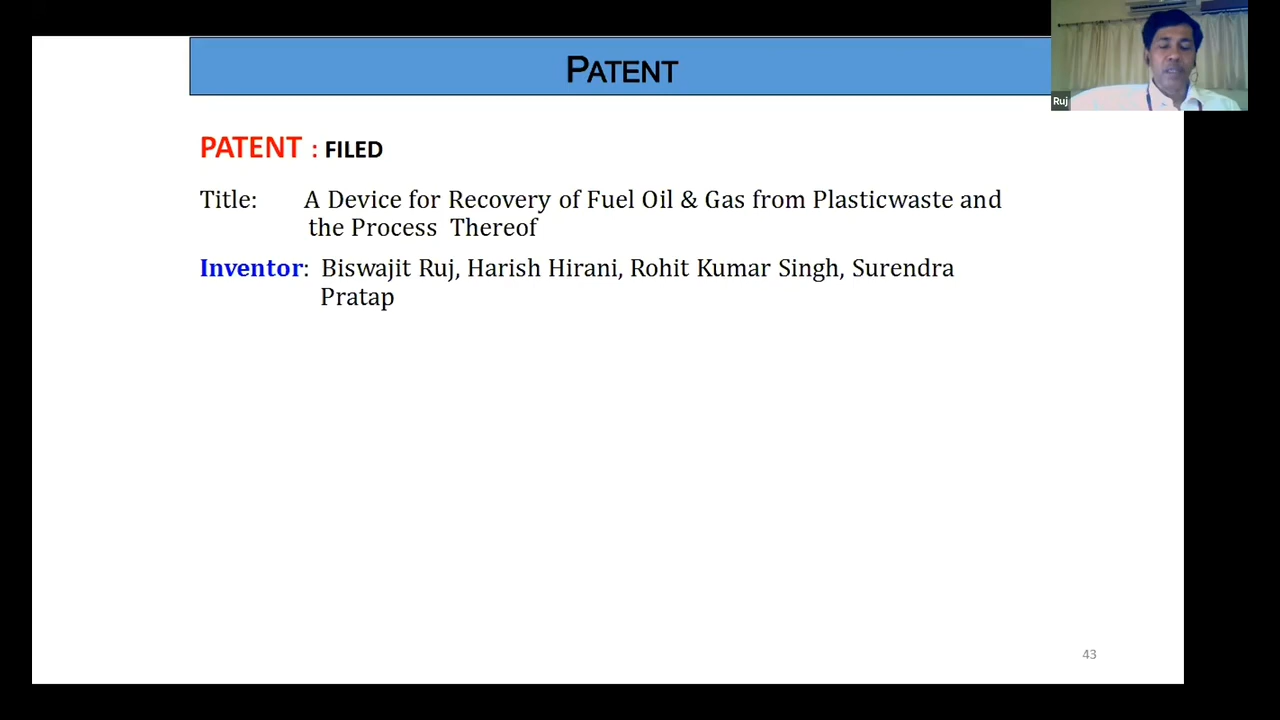 PATENT
Ruj
PATENT : FILED
Title: A Device for Recovery of Fuel Oil & Gas from Plasticwaste and
the Process Thereof
Inventor: Biswajit Ruj, Harish Hirani, Rohit Kumar Singh, Surendra
Pratap
43